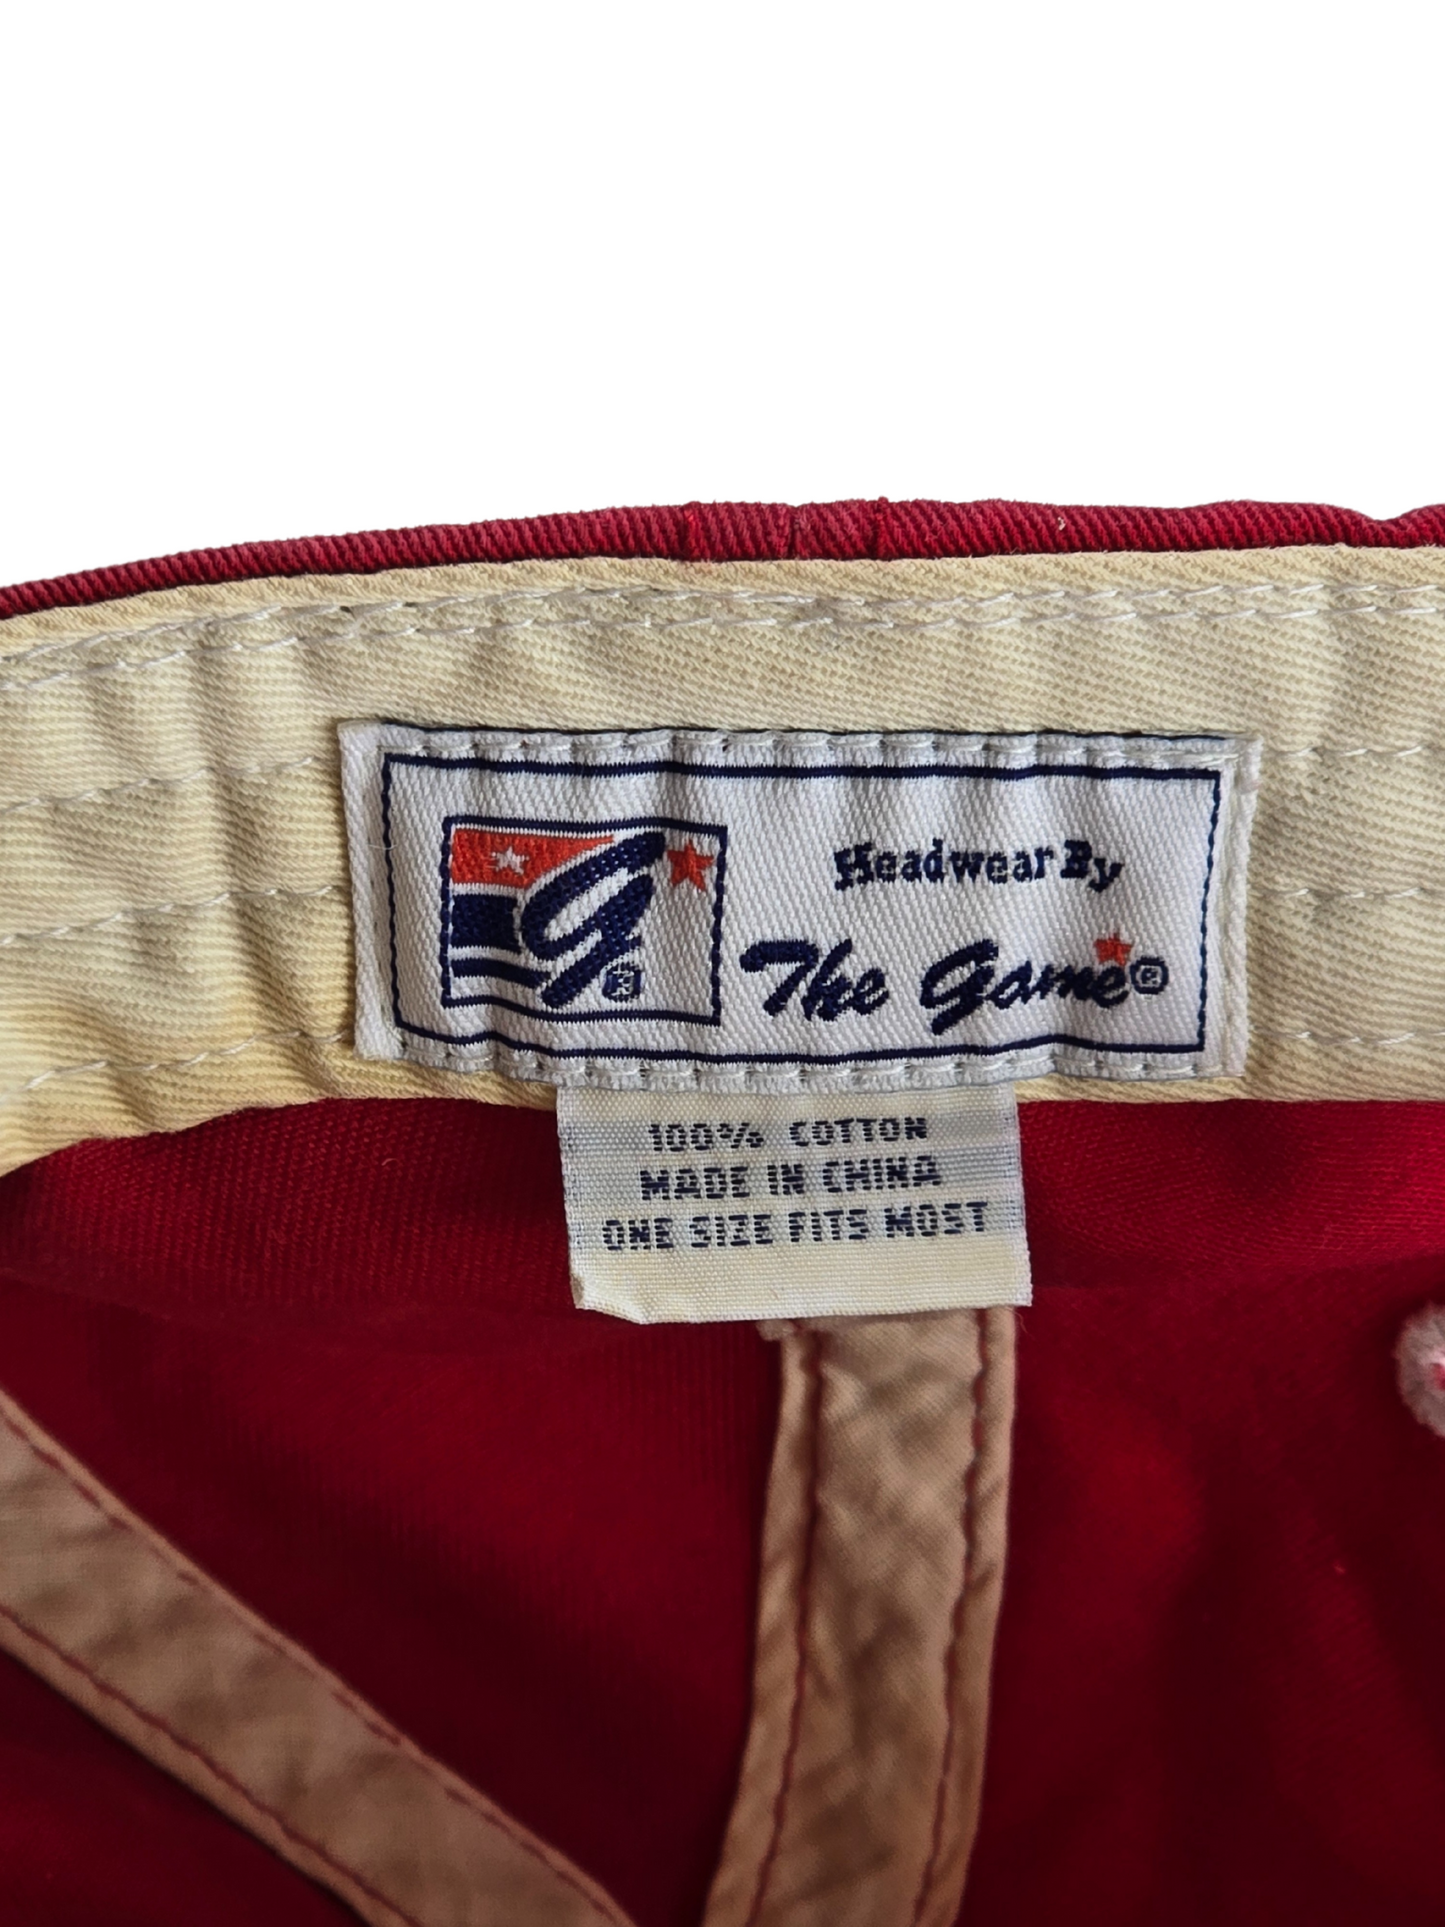 g
Headwear By
The Game®
100% COTTON
MADE IN CHINA
ONE SIZE FITS MOST